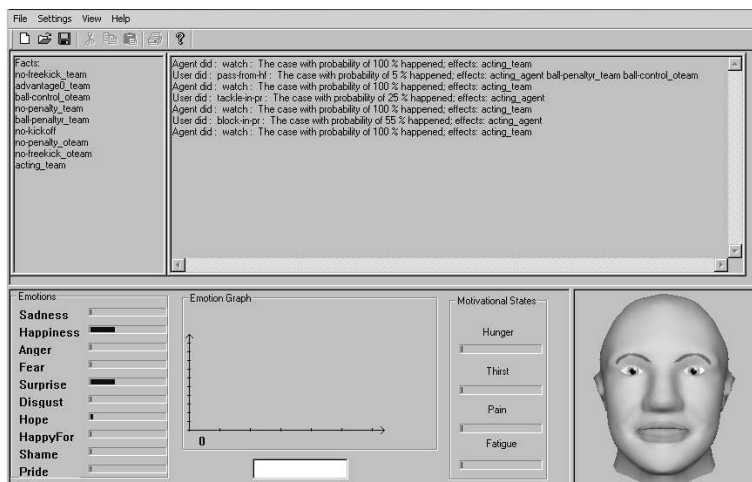 File Settings View Help
Facts:
no-freekick_team
advantage0_team
ball-control_oteam
no-penalty_team
ball-penaltyr_team
no-kickoff
no-penalty_oteam
no-freekick_oteam
acting_team
Agent did : watch : The case with probability of 100 % happened; effects: acting_team
User did : pass-from-hf : The case with probability of 5 % happened; effects: acting_agent ball-penaltyr_team ball-control_oteam
Agent did : watch : The case with probability of 100 % happened; effects: acting_team
User did : tackle-in-pr : The case with probability of 25 % happened; effects: acting_agent
Agent did : watch : The case with probability of 100 % happened; effects: acting_team
User did : block-in-pr : The case with probability of 55 % happened; effects: acting_agent
Agent did : watch : The case with probability of 100 % happened; effects: acting_team
Emotions
Sadness
Happiness
Anger
Fear
Surprise
Disgust
Hope
HappyFor
Shame
Pride
Emotion Graph
0
Motivational States
Hunger
Thirst
Pain
Fatigue